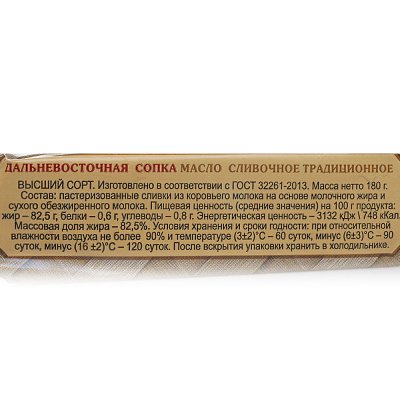 ДАЛЬНЕВОСТОЧНАЯ СОПКА МАСЛО СЛИВОЧНОЕ ТРАДИЦИОННОЕ
ВЫСШИЙ СОРТ. Изготовлено в соответствии с ГОСТ 32261-2013. Масса нетто 180 г.
Состав: пастеризованные сливки из коровьего молока на основе молочного жира и
сухого обезжиренного молока. Пищевая ценность (средние значения) на 100 г продукта:
жир – 82,5 г, белки – 0,6 г, углеводы – 0,8 г. Энергетическая ценность – 3132 кДж \ 748 кКал.
Массовая доля жира – 82,5%. Условия хранения и сроки годности: при относительной
влажности воздуха не более 90% и температуре (3±2)°С – 60 суток, минус (6±3)°С – 90
суток, минус (16 ±2)°С – 120 суток. После вскрытия упаковки хранить в холодильнике.